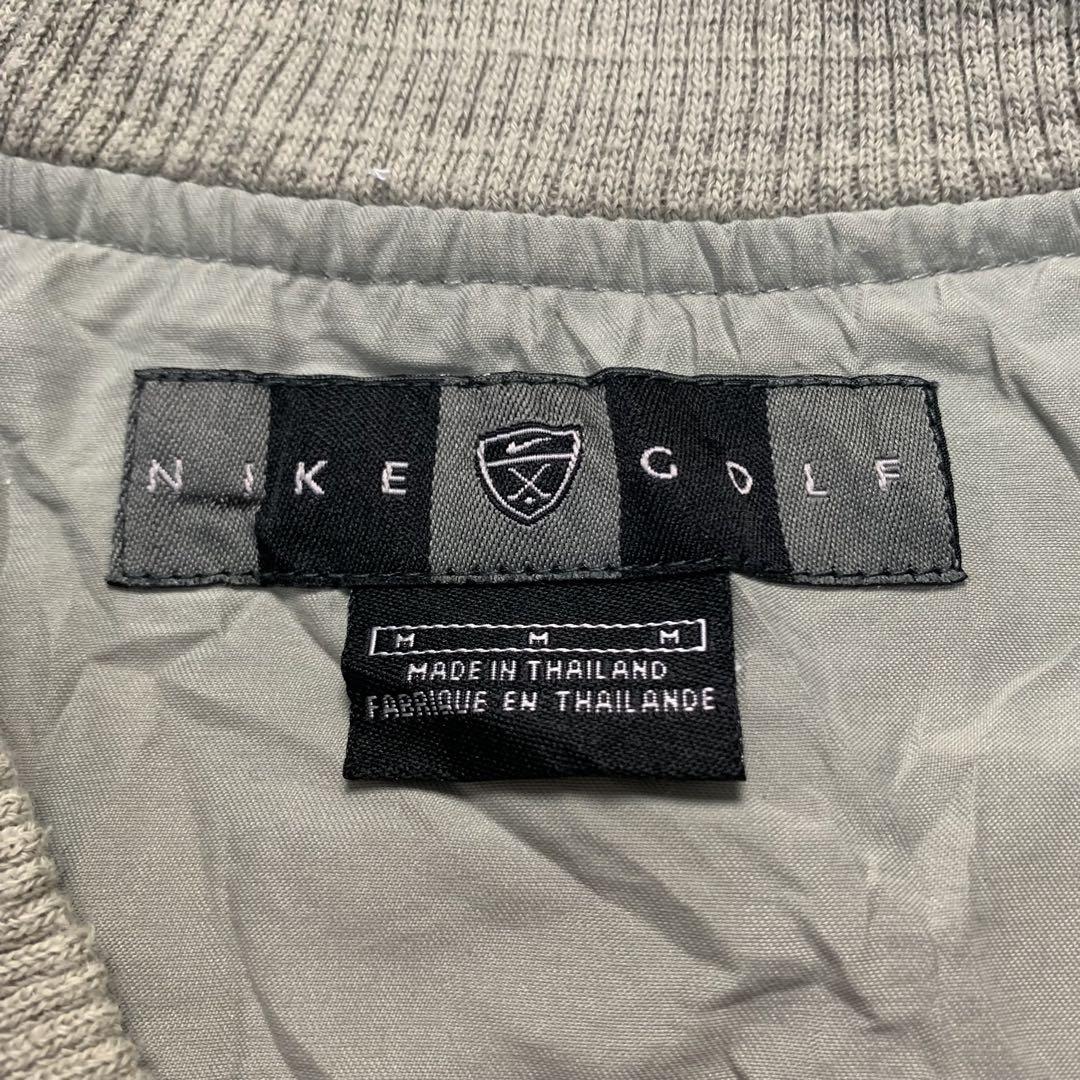 NIKE GOLF
M M M
MADE IN THAILAND
FABRIQUE EN THAILANDE